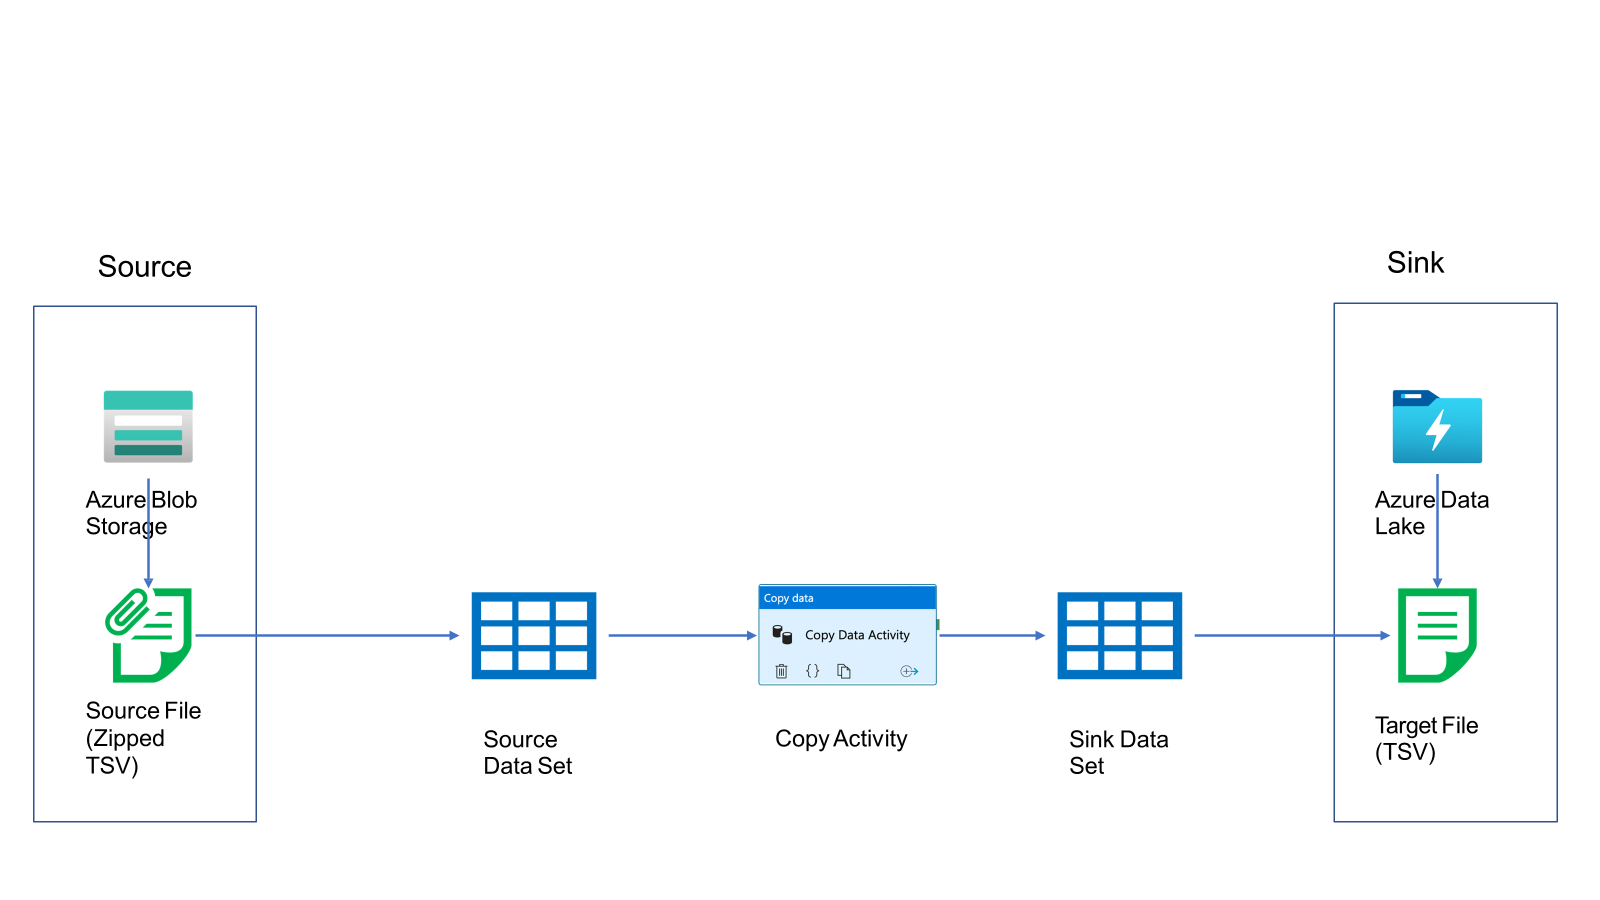 Source
Sink
Azure Blob
Storage
Azure Data
Lake
Copy data
Copy Data Activity
{}
Source File
(Zipped
TSV)
Source
Data Set
Copy Activity
Sink Data
Set
Target File
(TSV)